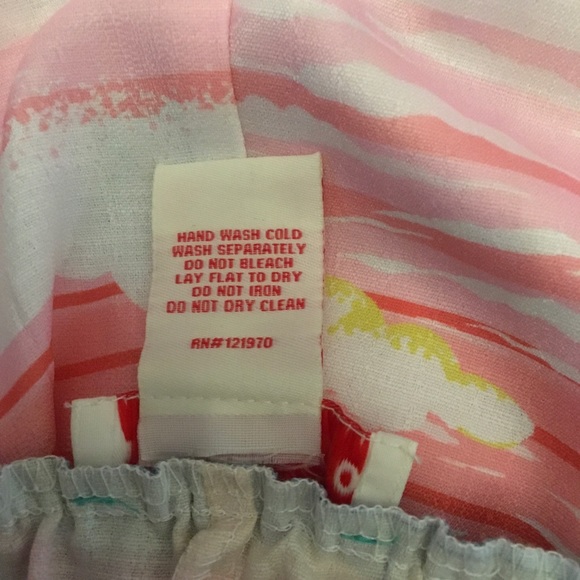 HAND WASH COLD
WASH SEPARATELY
DO NOT BLEACH
LAY FLAT TO DRY
DO NOT IRON
DO NOT DRY CLEAN
RN#121970